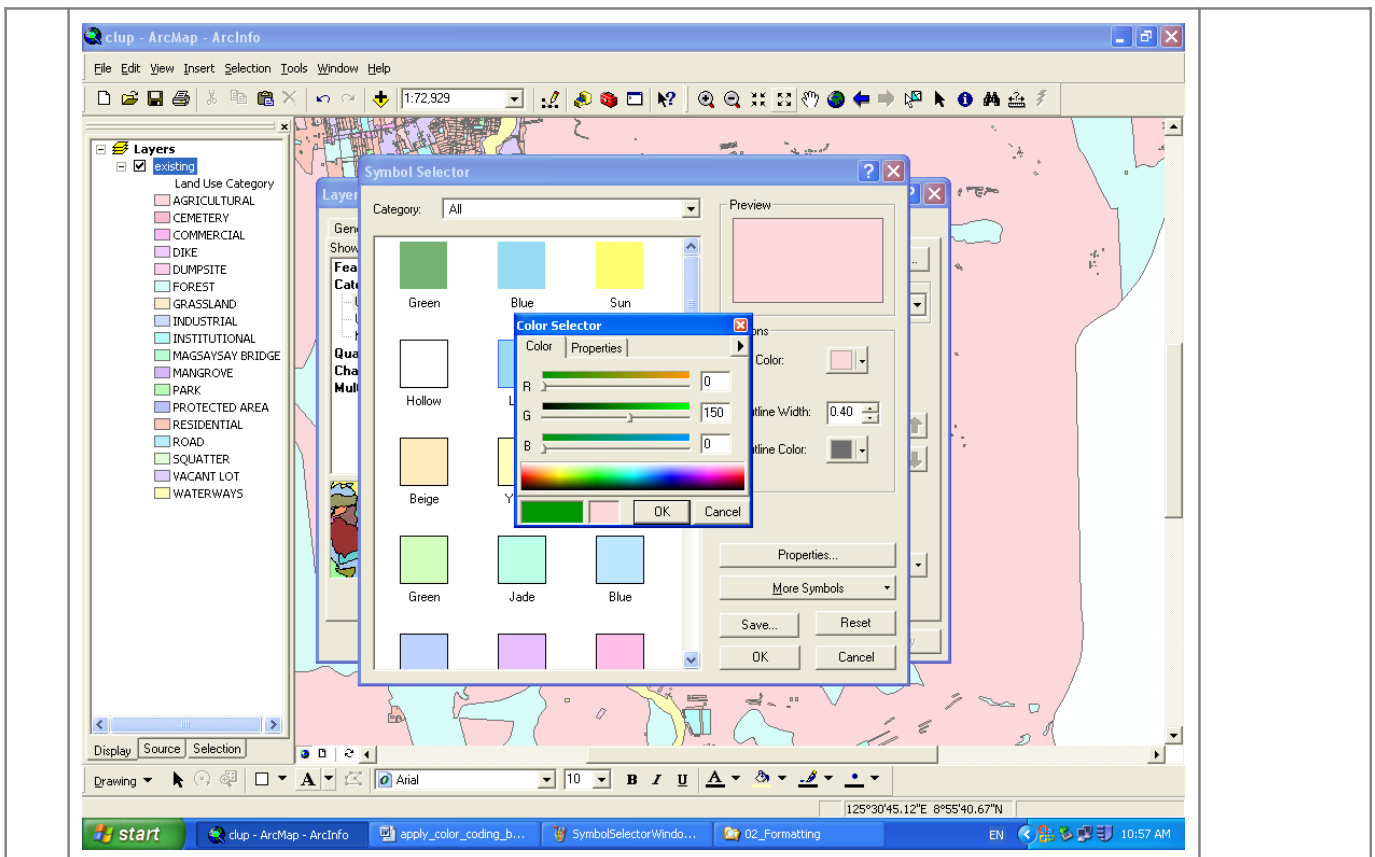 clup - ArcMap - ArcInfo
File Edit View Insert Selection Tools Window Help
1:72,929
Layers
existing
Land Use Category
AGRICULTURAL
CEMETERY
COMMERCIAL
DIKE
DUMPSITE
FOREST
GRASSLAND
INDUSTRIAL
INSTITUTIONAL
MAGSAYSAY BRIDGE
MANGROVE
PARK
PROTECTED AREA
RESIDENTIAL
ROAD
SQUATTER
VACANT LOT
WATERWAYS
Display Source Selection
Layer
Gen
Show
Fea
Cate
Qua
Cha
Mul
Symbol Selector
Category: All
Green Blue Sun
Hollow
Beige
Green Jade Blue
Preview
Color:
Outline Width: 0.40
tline Color:
Properties...
More Symbols
Save... Reset
OK Cancel
Color Selector
Color Properties
R 0
G 150
B 0
OK Cancel
Drawing A Arial 10 B I U A
125°30'45.12"E 8°55'40.67"N
start clup - ArcMap - ArcInfo apply_color_coding_b... SymbolSelectorWindo... 02_Formatting EN 10:57 AM